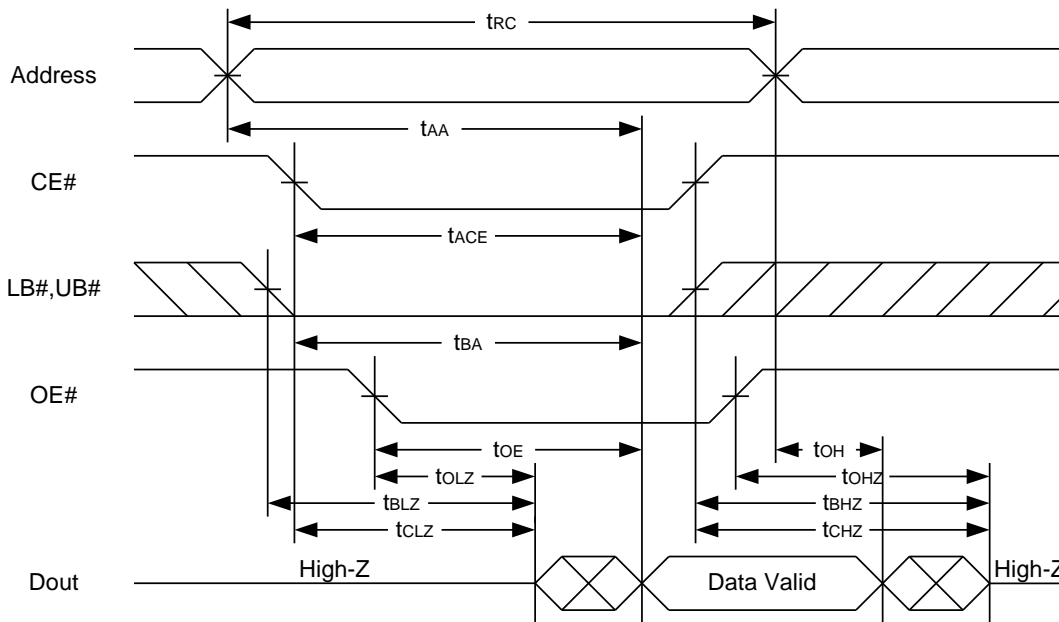 tRC
Address
tAA
CE#
tACE
LB#,UB#
tBA
OE#
tOE
tOH
tOLZ
tOHZ
tBLZ
tBHZ
tCLZ
tCHZ
High-Z
High-Z
Dout
Data Valid